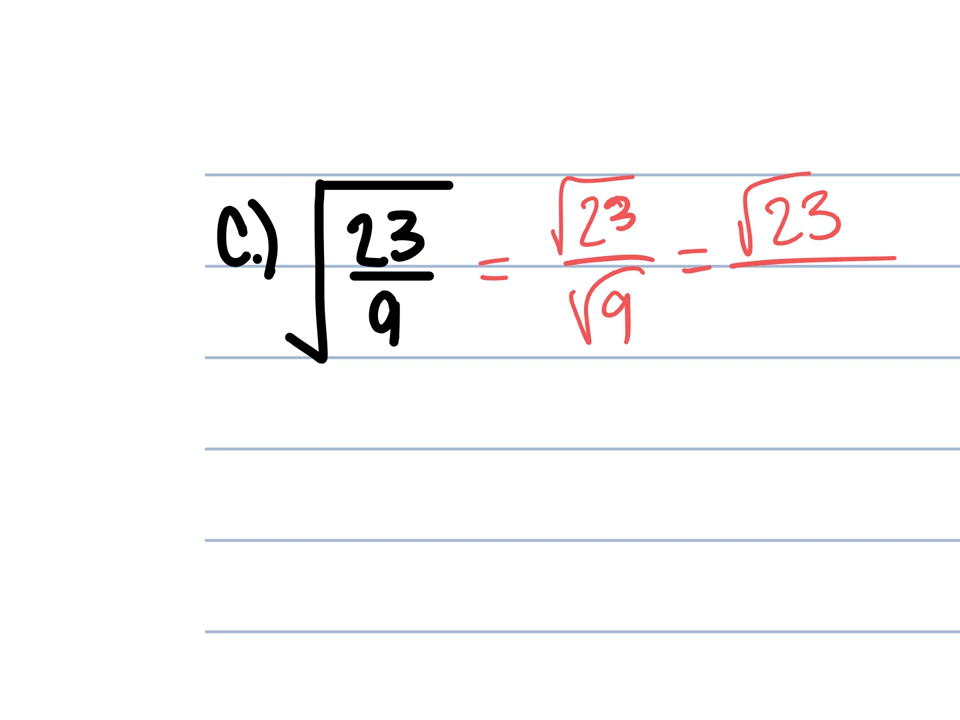 C.) √(23/9) = √23/√9 = √23/